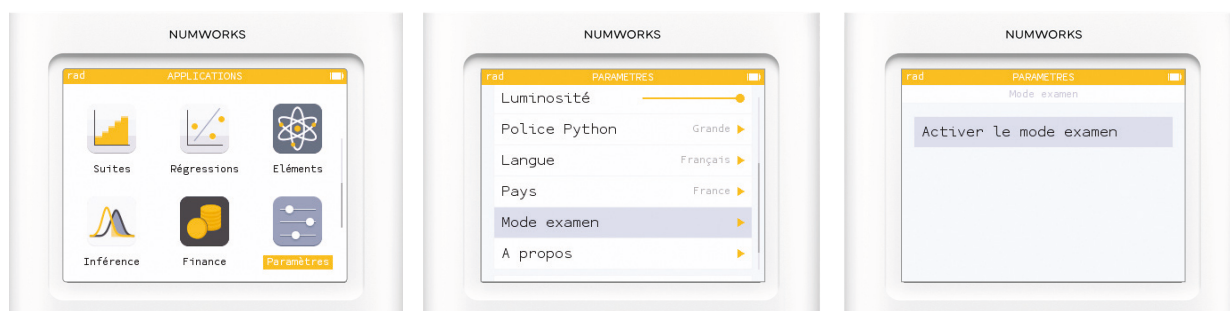 NUMWORKS
rad APPLICATIONS
Suites Régressions Eléments
Inférence Finance Paramètres
NUMWORKS
rad PARAMETRES
Luminosité
Police Python Grande
Langue Français
Pays France
Mode examen
A propos
NUMWORKS
rad PARAMETRES
Mode examen
Activer le mode examen